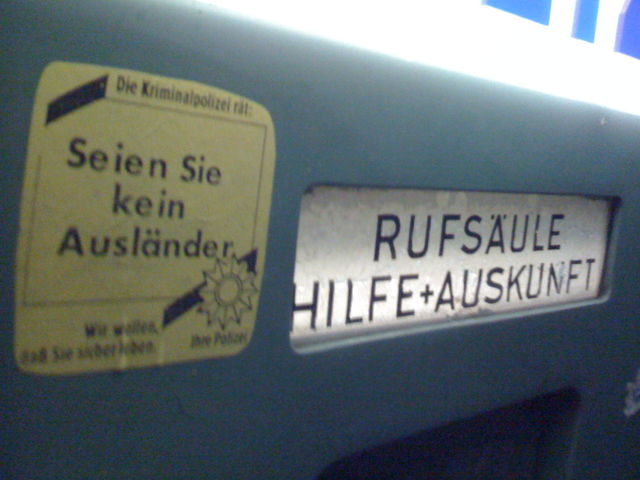 Die Kriminalpolizei rät:
Seien Sie
kein
Ausländer
Wir wollen,
daß Sie sicher leben.
Ihre Polizei
RUFSÄULE
HILFE+AUSKUNFT